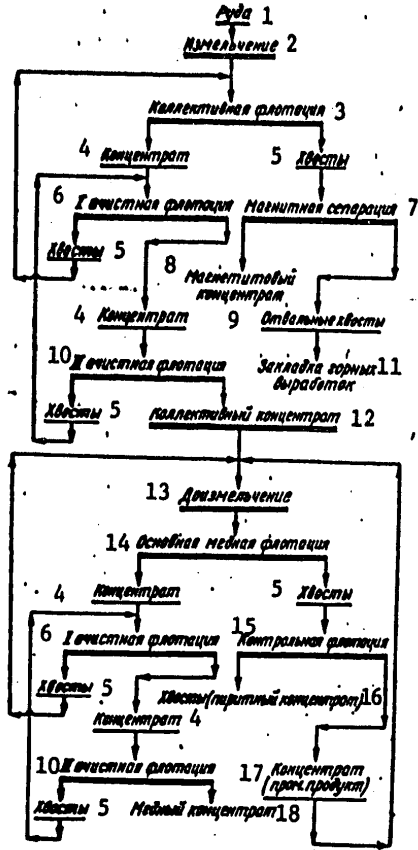 Руда 1
Измельчение 2
Коллективная флотация 3
4 Концентрат
5 Хвосты
6 I очистная флотация
Магнитная сепарация 7
Хвосты 5
8
Магнетитовый
концентрат
4 Концентрат
9
Отвальные хвосты
10 II очистная флотация
Закладка горных 11
выработок
Хвосты 5
Коллективный концентрат 12
13 Доизмельчение
14 Основная медная флотация
4 Концентрат
5 Хвосты
6 I очистная флотация
15 Контрольная флотация
Хвосты 5
Хвосты (пиритный концентрат) 16
Концентрат 4
10 II очистная флотация
17 Концентрат
(пром. продукт)
Хвосты 5
Медный концентрат 18